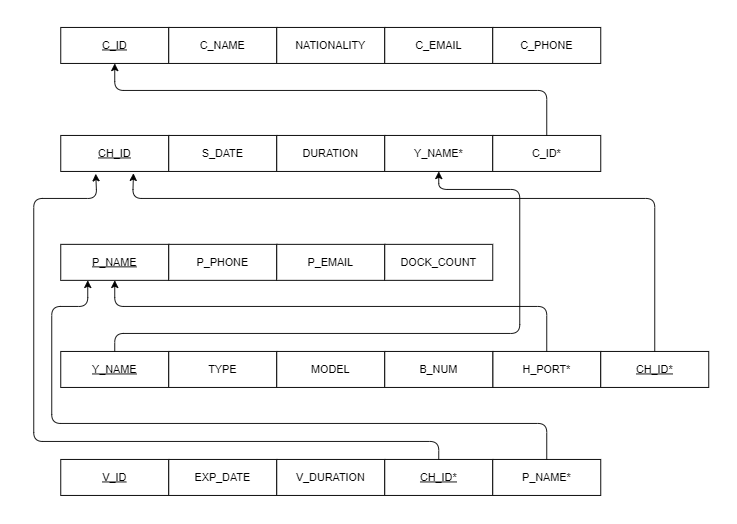 C_ID C_NAME NATIONALITY C_EMAIL C_PHONE
CH_ID S_DATE DURATION Y_NAME* C_ID*
P_NAME P_PHONE P_EMAIL DOCK_COUNT
Y_NAME TYPE MODEL B_NUM H_PORT* CH_ID*
V_ID EXP_DATE V_DURATION CH_ID* P_NAME*